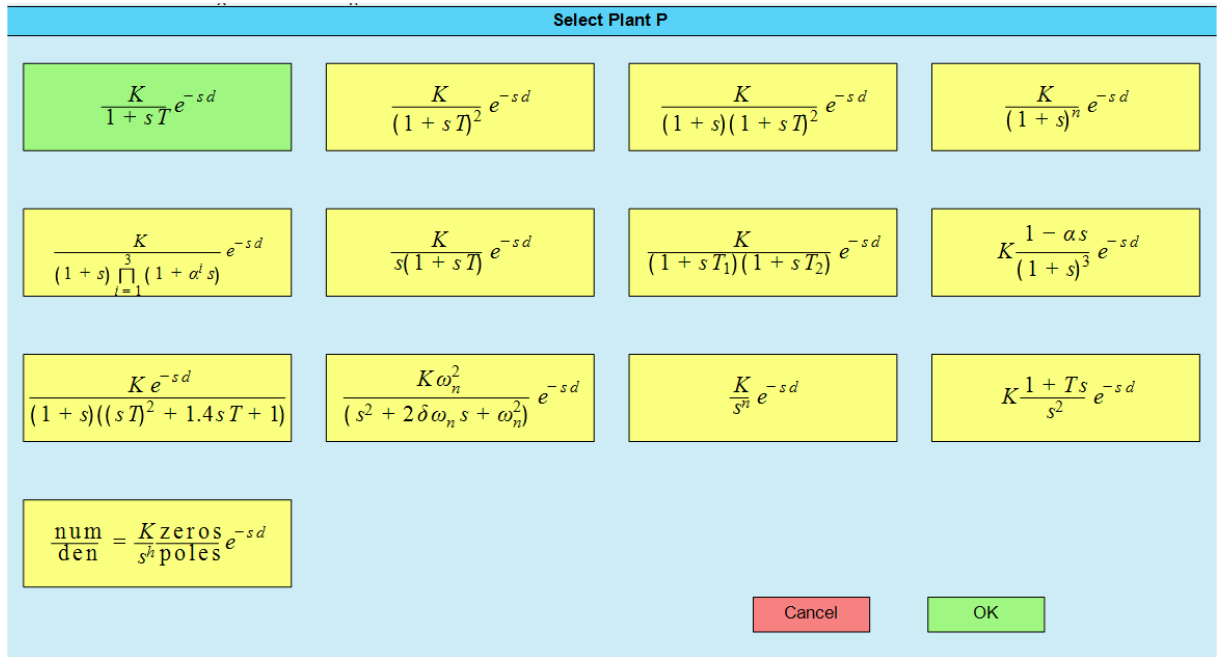 Select Plant P
K/(1 + sT) e^{-sd}
K/(1 + sT)^2 e^{-sd}
K/((1 + s)(1 + sT)^2) e^{-sd}
K/(1 + s)^n e^{-sd}
K/((1 + s) ∏_{i=1}^{3} (1 + α^i s)) e^{-sd}
K/(s(1 + sT)) e^{-sd}
K/((1 + sT_1)(1 + sT_2)) e^{-sd}
K (1 − αs)/(1 + s)^3 e^{-sd}
K e^{-sd}/((1 + s)((sT)^2 + 1.4sT + 1))
Kω_n^2/(s^2 + 2δω_n s + ω_n^2) e^{-sd}
K/s^n e^{-sd}
K (1 + Ts)/s^2 e^{-sd}
num/den = K/s^h zeros/poles e^{-sd}
Cancel
OK